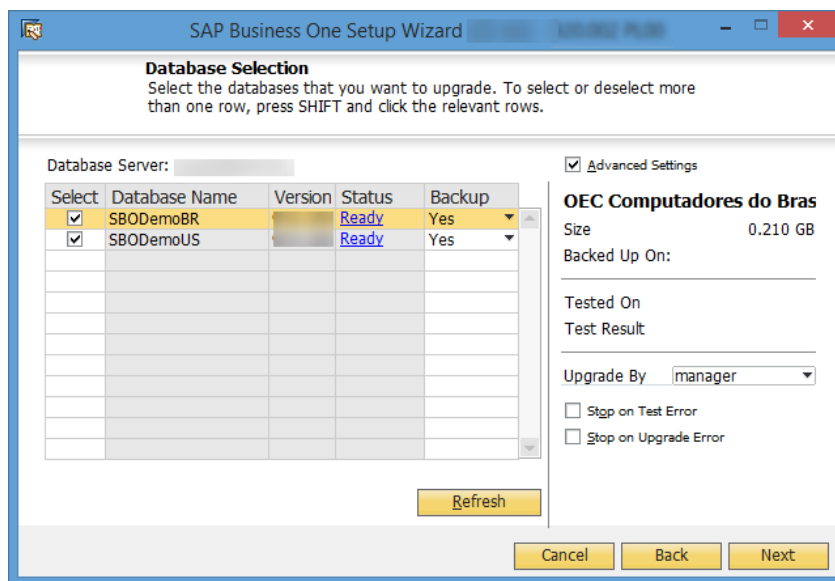 SAP Business One Setup Wizard
Database Selection
Select the databases that you want to upgrade. To select or deselect more
than one row, press SHIFT and click the relevant rows.
Database Server:
Select Database Name Version Status Backup
SBODemoBR Ready Yes
SBODemoUS Ready Yes
Refresh
Advanced Settings
OEC Computadores do Bras
Size 0.210 GB
Backed Up On:
Tested On
Test Result
Upgrade By manager
Stop on Test Error
Stop on Upgrade Error
Cancel Back Next